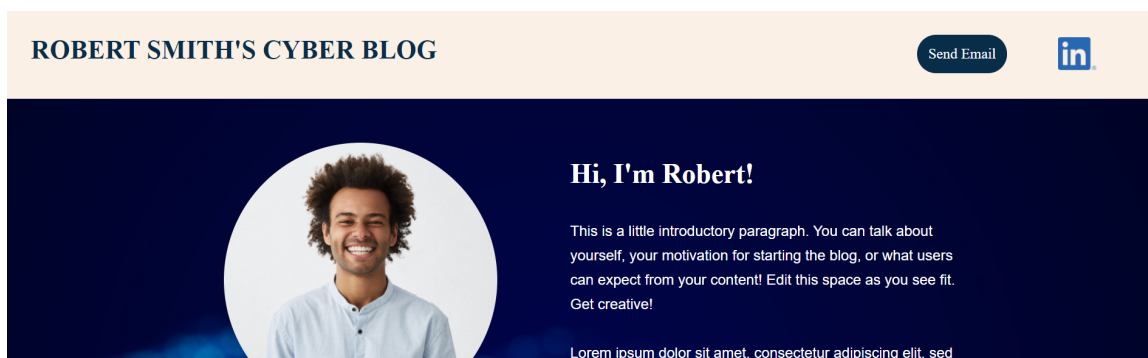 ROBERT SMITH'S CYBER BLOG
Send Email
in
Hi, I'm Robert!
This is a little introductory paragraph. You can talk about
yourself, your motivation for starting the blog, or what users
can expect from your content! Edit this space as you see fit.
Get creative!
Lorem ipsum dolor sit amet, consectetur adipiscing elit, sed